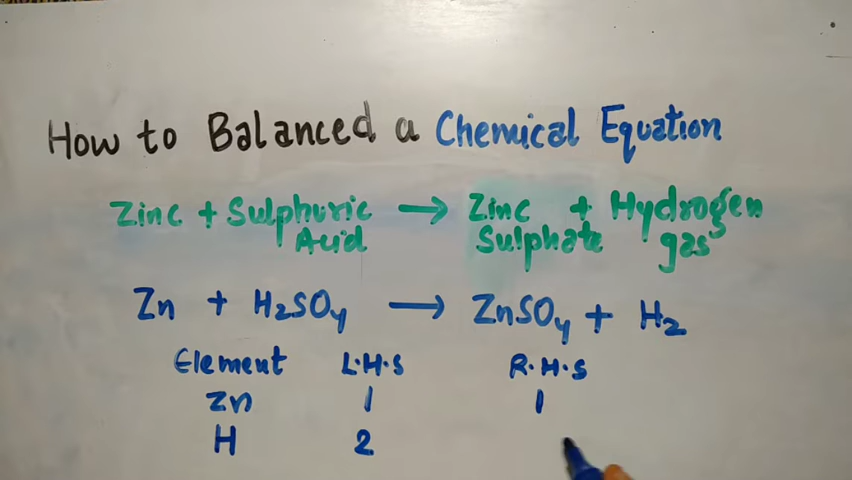 How to Balanced a Chemical Equation
Zinc + Sulphuric Acid → Zinc Sulphate + Hydrogen gas
Zn + H₂SO₄ → ZnSO₄ + H₂
Element L.H.S R.H.S
Zn 1 1
H 2